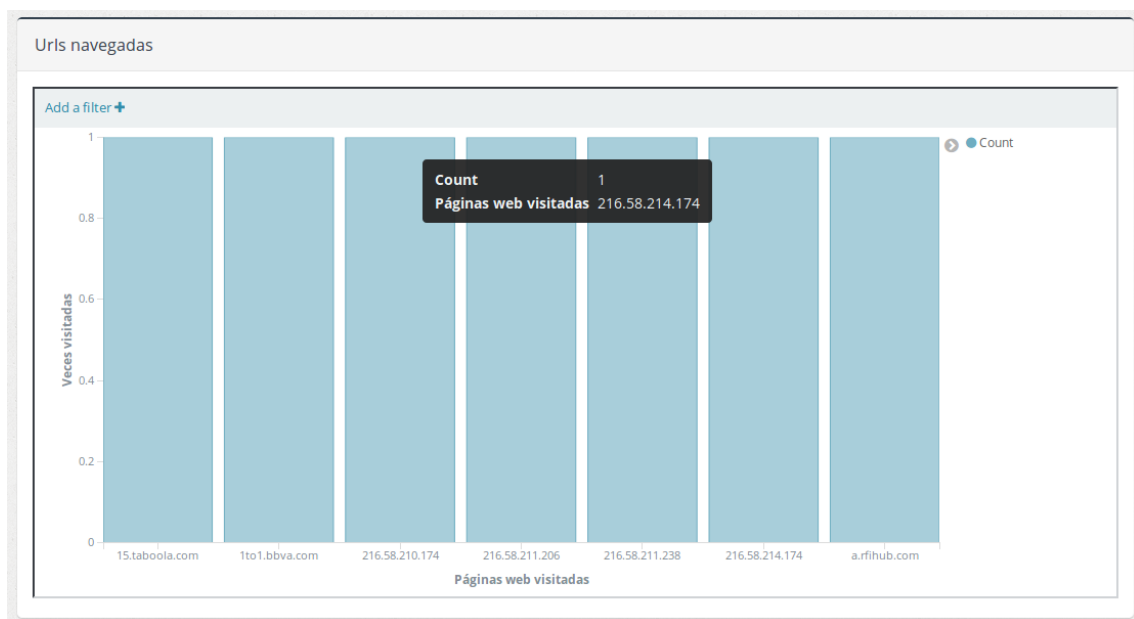 Urls navegadas
Add a filter
Count
1
0.8
0.6
0.4
0.2
0
Veces visitadas
Count 1
Páginas web visitadas 216.58.214.174
15.taboola.com 1to1.bbva.com 216.58.210.174 216.58.211.206 216.58.211.238 216.58.214.174 a.rfihub.com
Páginas web visitadas